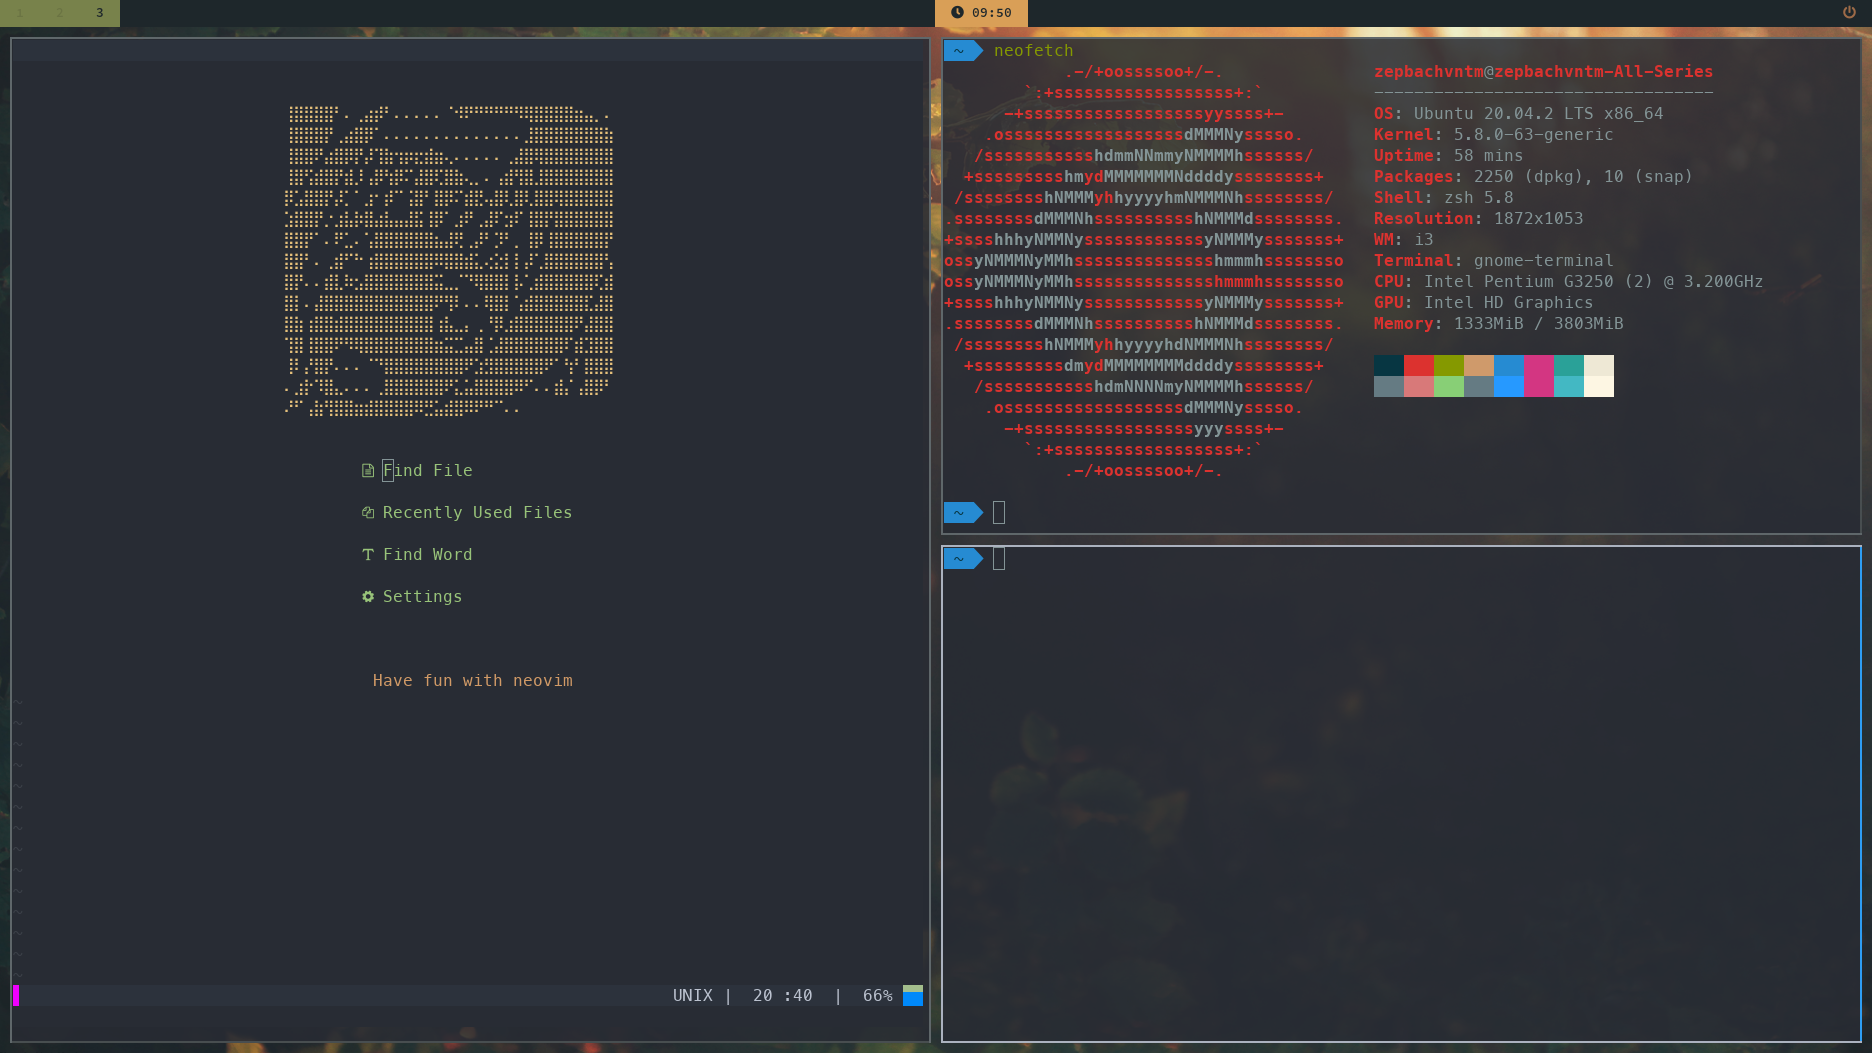 1 2 3
09:50
Find File
Recently Used Files
Find Word
Settings
Have fun with neovim
~
~
~
~
~
~
~
~
~
~
~
~
~
~
UNIX | 20 :40 | 66%
~ neofetch
.-/+oossssoo+/-.
`:+ssssssssssssssssss+:`
-+ssssssssssssssssssyyssss+-
.ossssssssssssssssssdMMMNysssso.
/ssssssssssshdmmNNmmyNMMMMhssssss/
+ssssssssshmydMMMMMMMNddddyssssssss+
/sssssssshNMMMyhhyyyyhmNMMMNhssssssss/
.ssssssssdMMMNhsssssssssshNMMMdssssssss.
+sssshhhyNMMNyssssssssssssyNMMMysssssss+
ossyNMMMNyMMhsssssssssssssshmmmhssssssso
ossyNMMMNyMMhsssssssssssssshmmmhssssssso
+sssshhhyNMMNyssssssssssssyNMMMysssssss+
.ssssssssdMMMNhsssssssssshNMMMdssssssss.
/sssssssshNMMMyhhyyyyhdNMMMNhssssssss/
+sssssssssdmydMMMMMMMMddddyssssssss+
/ssssssssssshdmNNNNmyNMMMMhssssss/
.ossssssssssssssssssdMMMNysssso.
-+sssssssssssssssssyyyssss+-
`:+ssssssssssssssssss+:`
.-/+oossssoo+/-.
zepbachvntm@zepbachvntm-All-Series
----------------------------------
OS: Ubuntu 20.04.2 LTS x86_64
Kernel: 5.8.0-63-generic
Uptime: 58 mins
Packages: 2250 (dpkg), 10 (snap)
Shell: zsh 5.8
Resolution: 1872x1053
WM: i3
Terminal: gnome-terminal
CPU: Intel Pentium G3250 (2) @ 3.200GHz
GPU: Intel HD Graphics
Memory: 1333MiB / 3803MiB
~
~